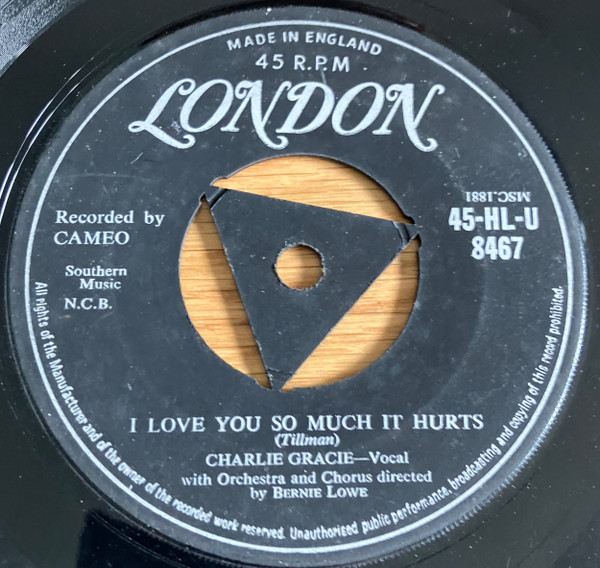 MADE IN ENGLAND
45 R.P.M.
LONDON
Recorded by
CAMEO
Southern
Music
N.C.B.
MSC.1881
45-HL-U
8467
I LOVE YOU SO MUCH IT HURTS
(Tillman)
CHARLIE GRACIE—Vocal
with Orchestra and Chorus directed
by BERNIE LOWE
All rights of the Manufacturer and of the owner of the recorded work reserved. Unauthorised public performance, broadcasting and copying of this record prohibited.